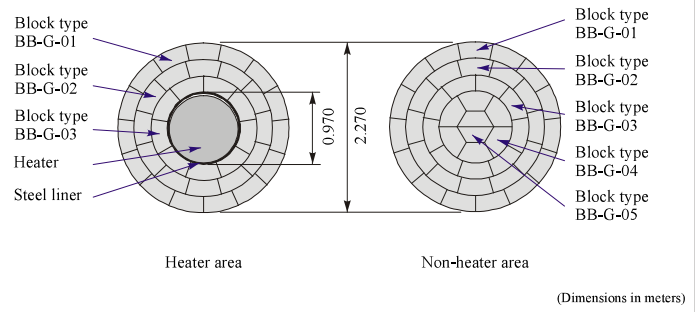 Block type
BB-G-01
Block type
BB-G-02
Block type
BB-G-03
Heater
Steel liner
0.970
2.270
Block type
BB-G-01
Block type
BB-G-02
Block type
BB-G-03
Block type
BB-G-04
Block type
BB-G-05
Heater area
Non-heater area
(Dimensions in meters)